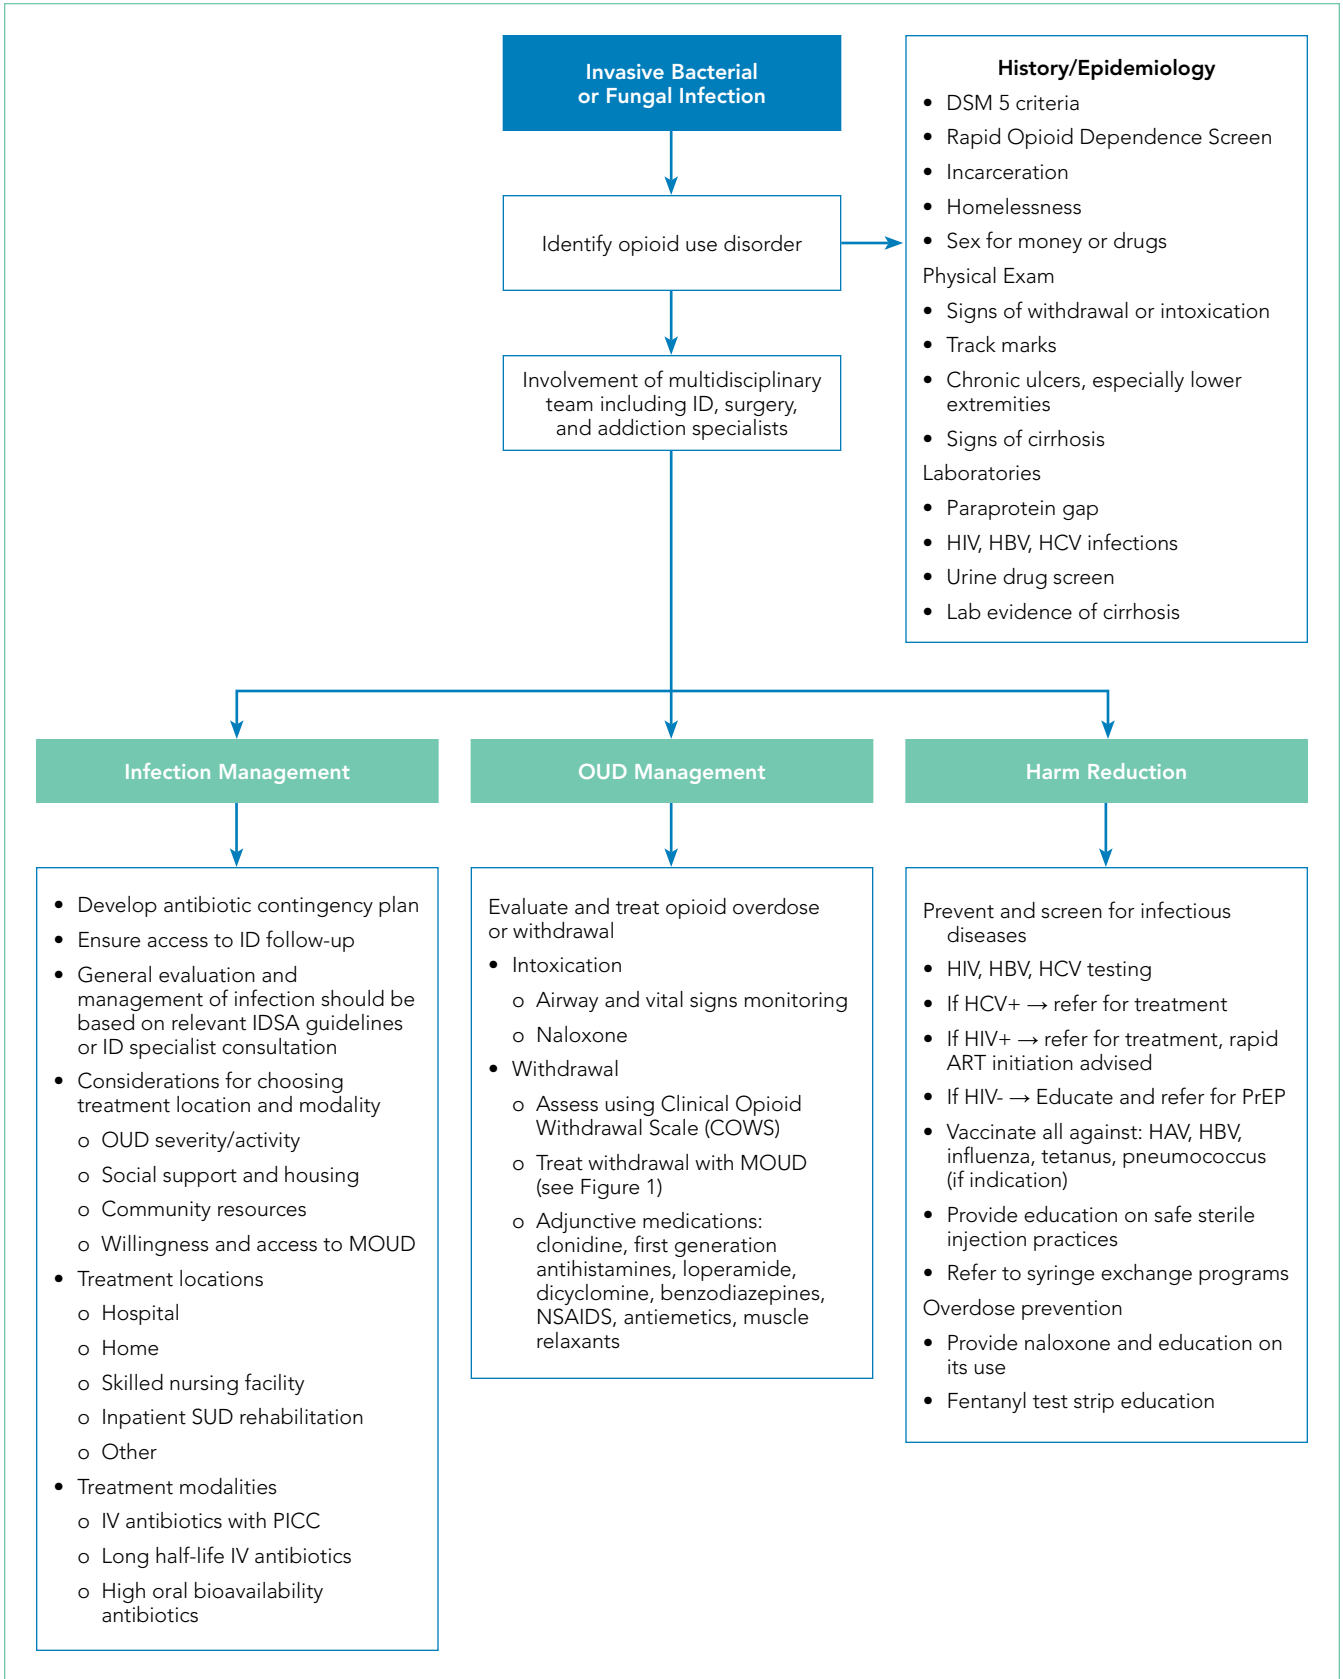 Invasive Bacterial
or Fungal Infection
Identify opioid use disorder
Involvement of multidisciplinary
team including ID, surgery,
and addiction specialists
History/Epidemiology
• DSM 5 criteria
• Rapid Opioid Dependence Screen
• Incarceration
• Homelessness
• Sex for money or drugs
Physical Exam
• Signs of withdrawal or intoxication
• Track marks
• Chronic ulcers, especially lower
extremities
• Signs of cirrhosis
Laboratories
• Paraprotein gap
• HIV, HBV, HCV infections
• Urine drug screen
• Lab evidence of cirrhosis
Infection Management
• Develop antibiotic contingency plan
• Ensure access to ID follow-up
• General evaluation and
management of infection should be
based on relevant IDSA guidelines
or ID specialist consultation
• Considerations for choosing
treatment location and modality
o OUD severity/activity
o Social support and housing
o Community resources
o Willingness and access to MOUD
• Treatment locations
o Hospital
o Home
o Skilled nursing facility
o Inpatient SUD rehabilitation
o Other
• Treatment modalities
o IV antibiotics with PICC
o Long half-life IV antibiotics
o High oral bioavailability
antibiotics
OUD Management
Evaluate and treat opioid overdose
or withdrawal
• Intoxication
o Airway and vital signs monitoring
o Naloxone
• Withdrawal
o Assess using Clinical Opioid
Withdrawal Scale (COWS)
o Treat withdrawal with MOUD
(see Figure 1)
o Adjunctive medications:
clonidine, first generation
antihistamines, loperamide,
dicyclomine, benzodiazepines,
NSAIDS, antiemetics, muscle
relaxants
Harm Reduction
Prevent and screen for infectious
diseases
• HIV, HBV, HCV testing
• If HCV+ → refer for treatment
• If HIV+ → refer for treatment, rapid
ART initiation advised
• If HIV- → Educate and refer for PrEP
• Vaccinate all against: HAV, HBV,
influenza, tetanus, pneumococcus
(if indication)
• Provide education on safe sterile
injection practices
• Refer to syringe exchange programs
Overdose prevention
• Provide naloxone and education on
its use
• Fentanyl test strip education